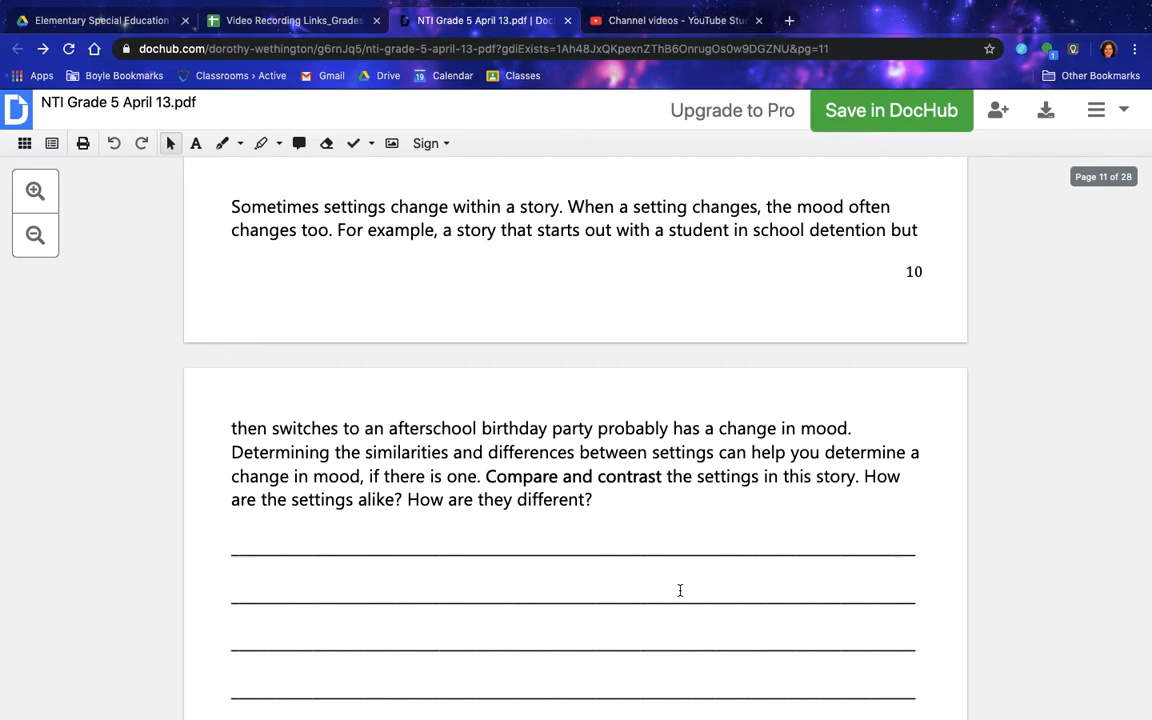 Elementary Special Education
Video Recording Links_Grades
NTI Grade 5 April 13.pdf | Doc
Channel videos - YouTube Stu
dochub.com/dorothy-wethington/g6rnJq5/nti-grade-5-april-13-pdf?gdiExists=1Ah48JxQKpexnZThB6OnrugOs0w9DGZNU&pg=11
Apps Boyle Bookmarks Classrooms › Active Gmail Drive 19 Calendar Classes Other Bookmarks
NTI Grade 5 April 13.pdf
Upgrade to Pro Save in DocHub
A Sign
Page 11 of 28
Sometimes settings change within a story. When a setting changes, the mood often
changes too. For example, a story that starts out with a student in school detention but
10
then switches to an afterschool birthday party probably has a change in mood.
Determining the similarities and differences between settings can help you determine a
change in mood, if there is one. Compare and contrast the settings in this story. How
are the settings alike? How are they different?